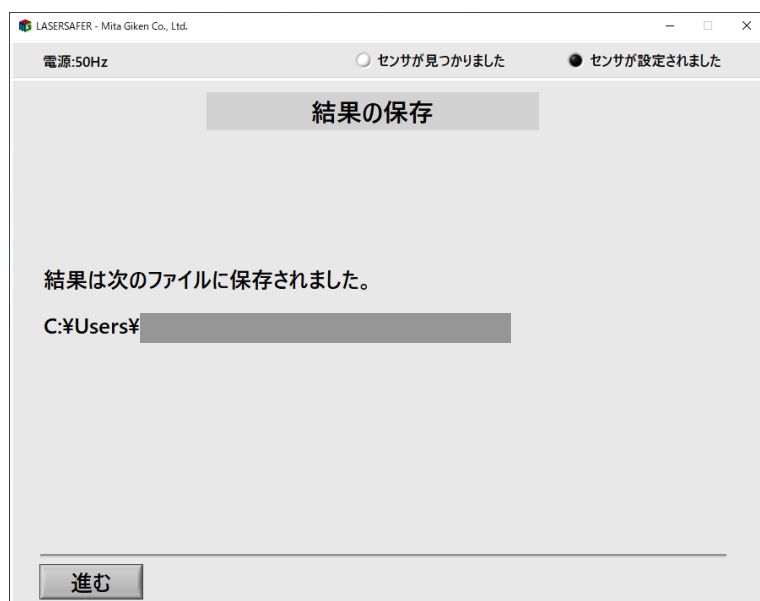 LASERSAFER - Mita Giken Co., Ltd.
電源:50Hz センサが見つかりました センサが設定されました
結果の保存
結果は次のファイルに保存されました。
C:¥Users¥
進む